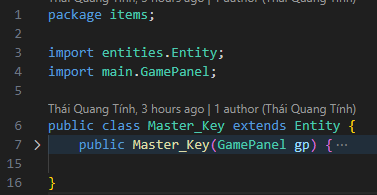 Thái Quang Tính, 3 hours ago | 1 author (Thái Quang Tính)
1 package items;
2
3 import entities.Entity;
4 import main.GamePanel;
5
Thái Quang Tính, 3 hours ago | 1 author (Thái Quang Tính)
6 public class Master_Key extends Entity {
7 > public Master_Key(GamePanel gp) { ···
15
16 }